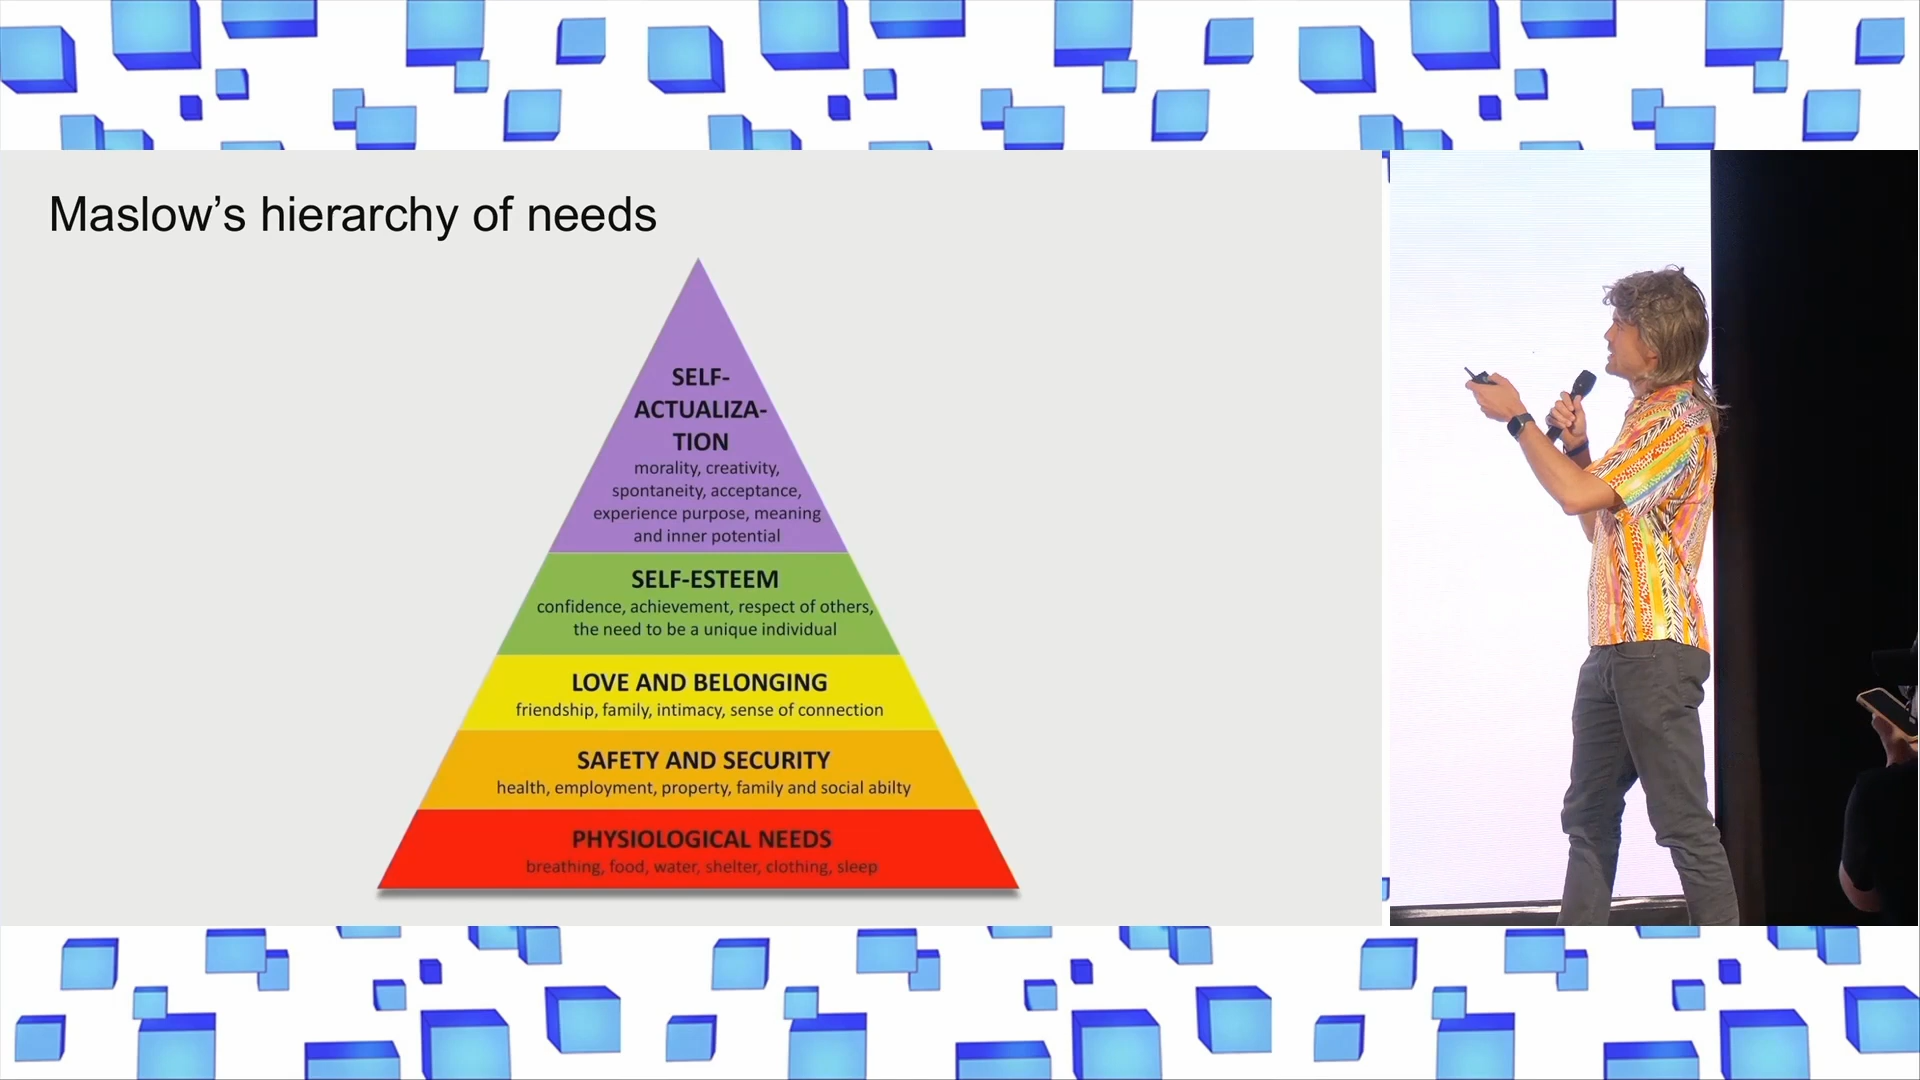 Maslow’s hierarchy of needs
SELF-
ACTUALIZA-
TION
morality, creativity,
spontaneity, acceptance,
experience purpose, meaning
and inner potential
SELF-ESTEEM
confidence, achievement, respect of others,
the need to be a unique individual
LOVE AND BELONGING
friendship, family, intimacy, sense of connection
SAFETY AND SECURITY
health, employment, property, family and social abilty
PHYSIOLOGICAL NEEDS
breathing, food, water, shelter, clothing, sleep